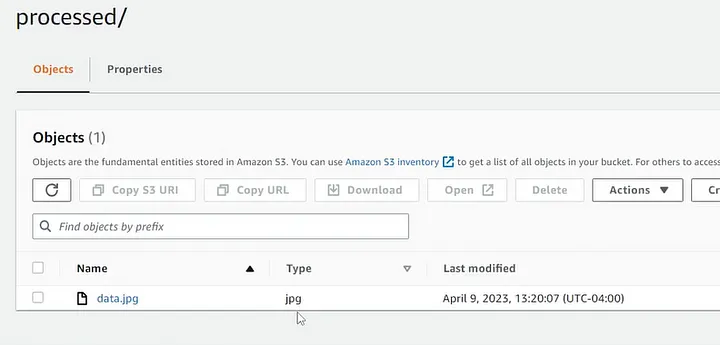 processed/
Objects Properties
Objects (1)
Objects are the fundamental entities stored in Amazon S3. You can use Amazon S3 inventory to get a list of all objects in your bucket. For others to access
Copy S3 URI Copy URL Download Open Delete Actions Cr
Find objects by prefix
Name Type Last modified
data.jpg jpg April 9, 2023, 13:20:07 (UTC-04:00)